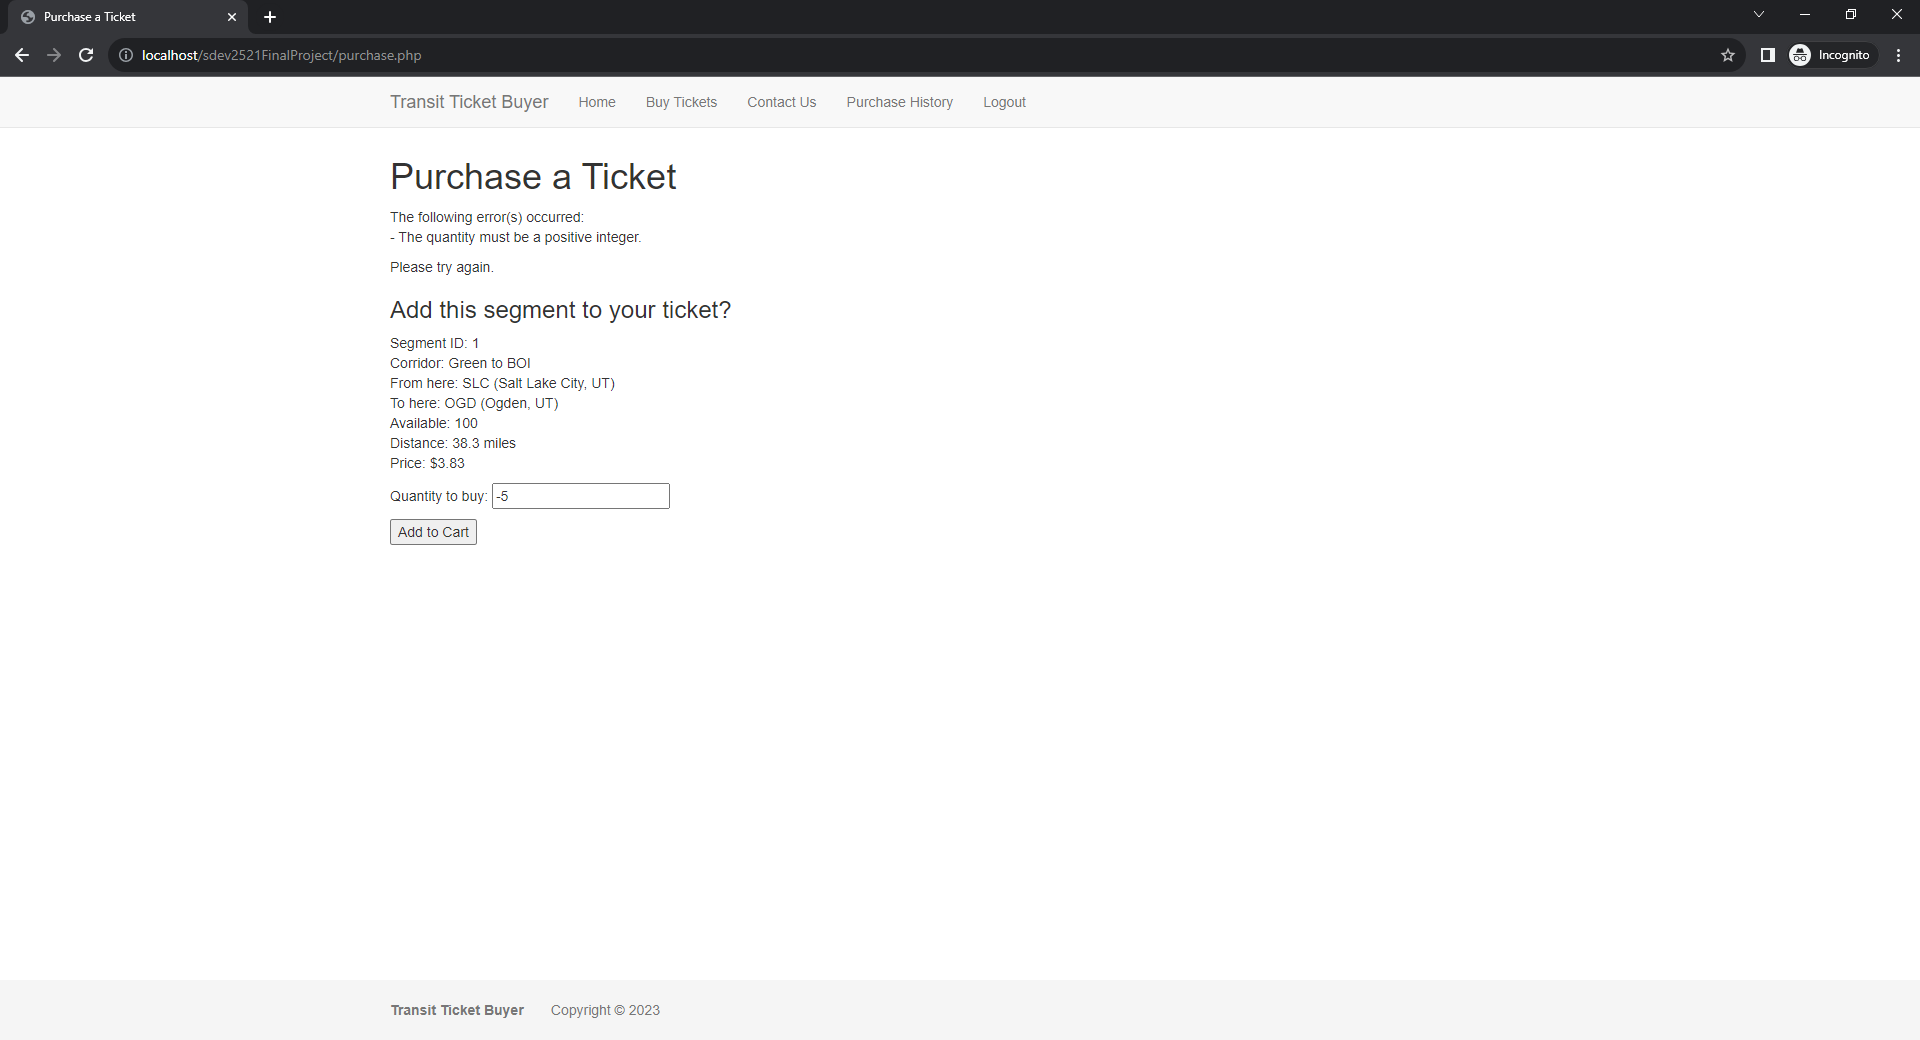 Purchase a Ticket
localhost/sdev2521FinalProject/purchase.php
Incognito
Transit Ticket Buyer Home Buy Tickets Contact Us Purchase History Logout
Purchase a Ticket
The following error(s) occurred:
- The quantity must be a positive integer.
Please try again.
Add this segment to your ticket?
Segment ID: 1
Corridor: Green to BOI
From here: SLC (Salt Lake City, UT)
To here: OGD (Ogden, UT)
Available: 100
Distance: 38.3 miles
Price: $3.83
Quantity to buy: -5
Add to Cart
Transit Ticket Buyer Copyright © 2023